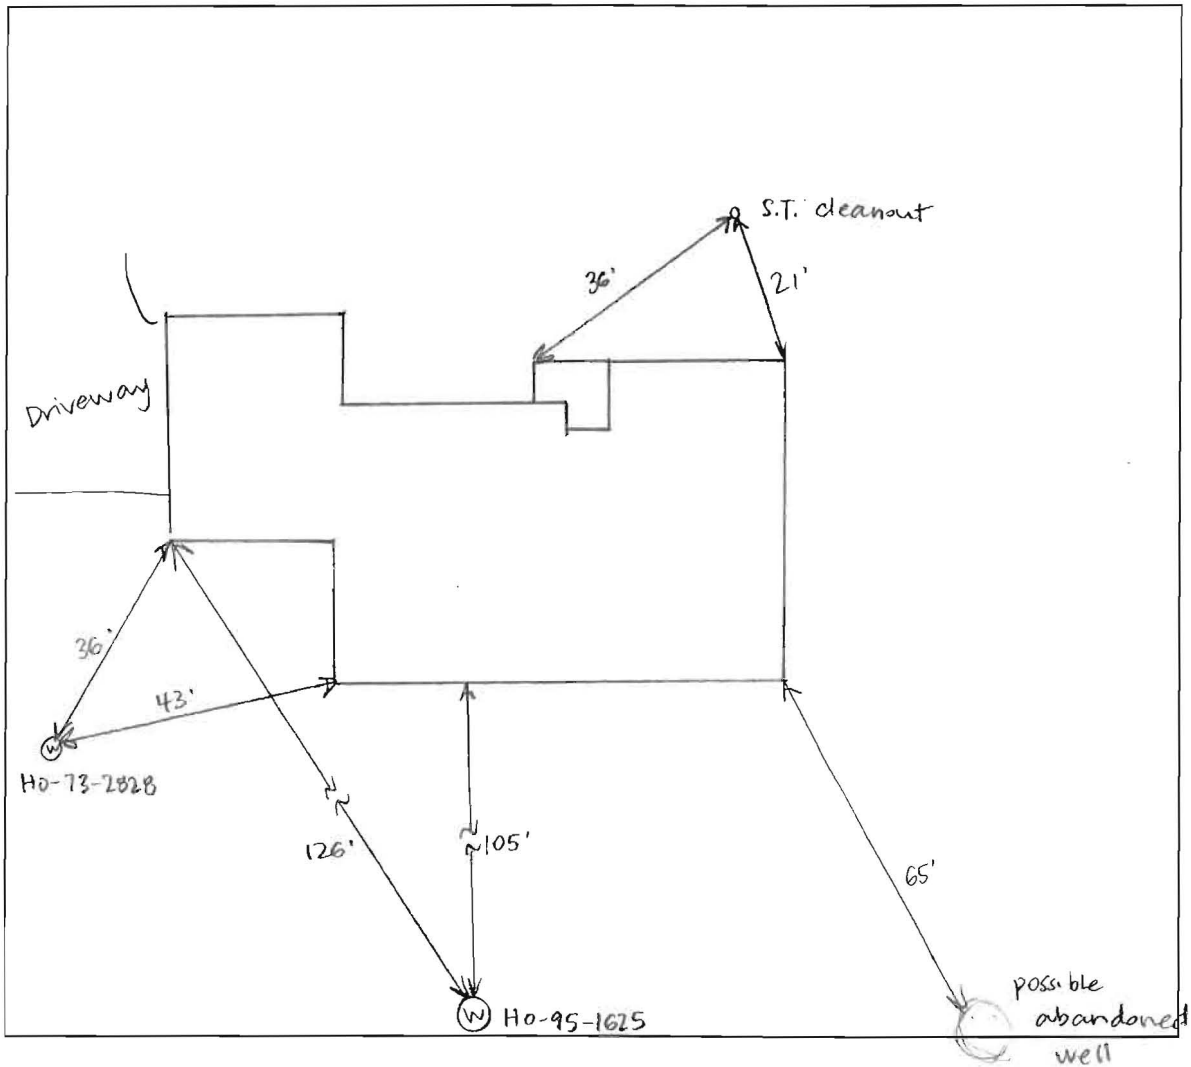 S.T. cleanout
36'
21'
Driveway
36'
43'
W
Ho-73-2828
126'
105'
65'
W Ho-95-1625
possible
abandoned
well